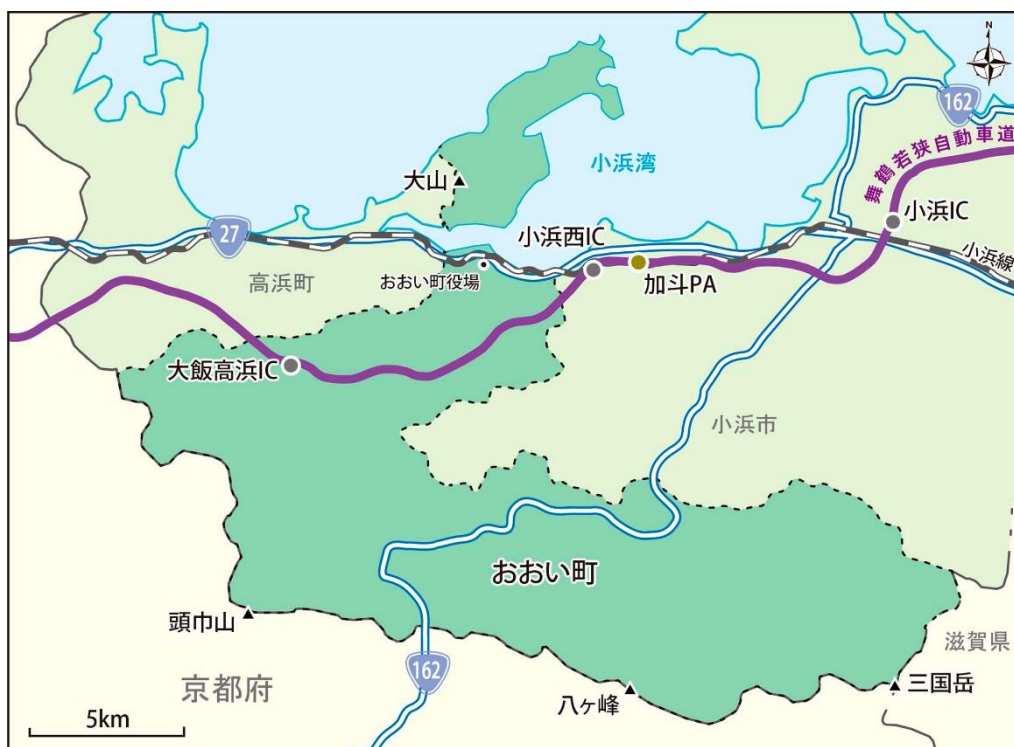 N
162
舞鶴若狭自動車道
大山
小浜湾
小浜IC
27
小浜西IC
小浜線
高浜町
おおい町役場
加斗PA
大飯高浜IC
小浜市
おおい町
頭巾山
滋賀県
162
京都府
八ヶ峰
三国岳
5km